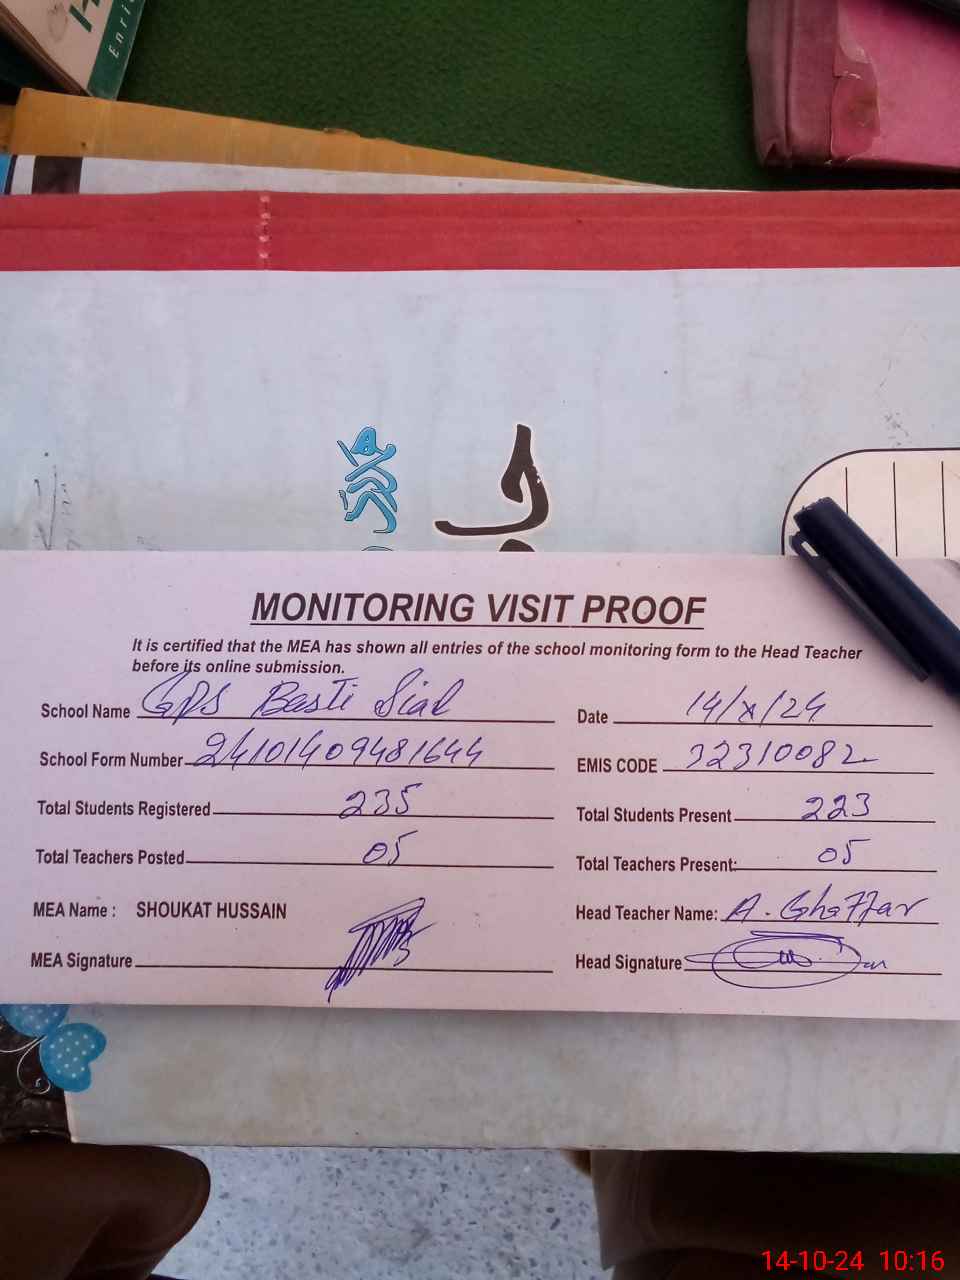 Enri
MONITORING VISIT PROOF
It is certified that the MEA has shown all entries of the school monitoring form to the Head Teacher
before its online submission.
School Name GPS Basti Sial
Date 14/x/24
School Form Number 24101409481644
EMIS CODE 32310082
Total Students Registered 235
Total Students Present 223
Total Teachers Posted 05
Total Teachers Present: 05
MEA Name : SHOUKAT HUSSAIN
Head Teacher Name: A. Ghaffar
MEA Signature
Head Signature
14-10-24 10:16